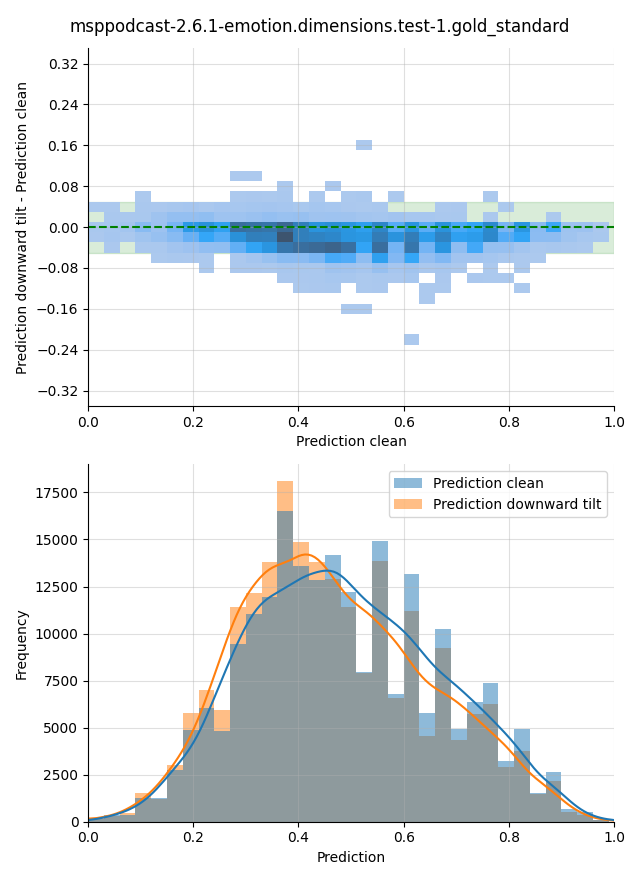 msppodcast-2.6.1-emotion.dimensions.test-1.gold_standard
Prediction downward tilt - Prediction clean
0.32
0.24
0.16
0.08
0.00
−0.08
−0.16
−0.24
−0.32
0.0 0.2 0.4 0.6 0.8 1.0
Prediction clean
Prediction clean
Prediction downward tilt
Frequency
17500
15000
12500
10000
7500
5000
2500
0
0.0 0.2 0.4 0.6 0.8 1.0
Prediction